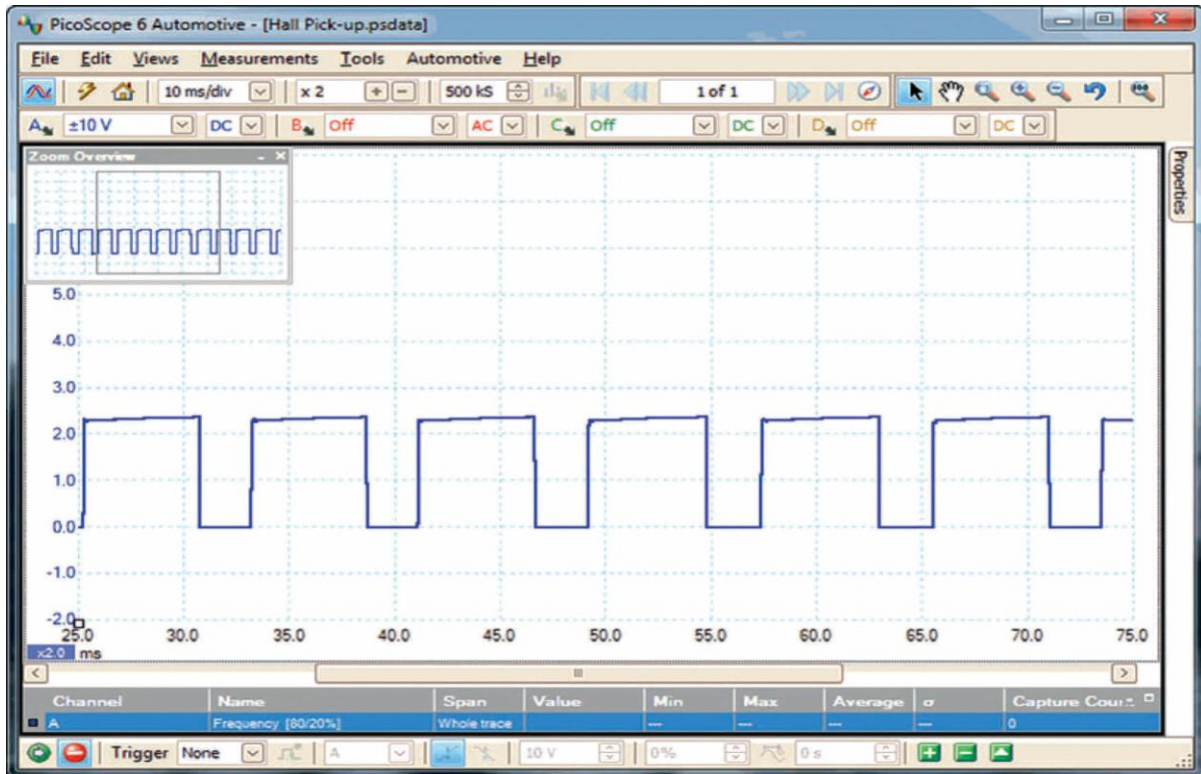 PicoScope 6 Automotive - [Hall Pick-up.psdata]
File Edit Views Measurements Tools Automotive Help
10 ms/div x 2 500 kS 1 of 1
A ±10 V DC B Off AC C Off DC D Off DC
Zoom Overview
Properties
5.0
4.0
3.0
2.0
1.0
0.0
-1.0
-2.0
25.0 30.0 35.0 40.0 45.0 50.0 55.0 60.0 65.0 70.0 75.0
x2.0 ms
Channel Name Span Value Min Max Average σ
A Frequency [80/20%] Whole trace --- --- --- --- 0
Trigger None A 10 V 0% 0 s